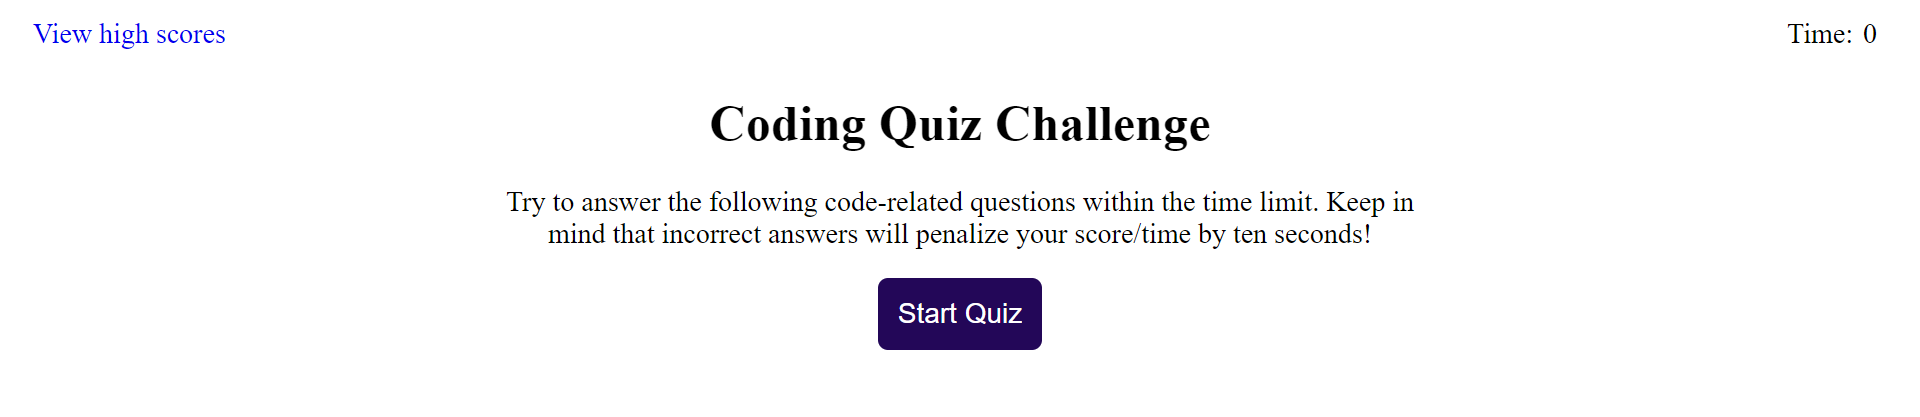 View high scores
Time: 0
Coding Quiz Challenge
Try to answer the following code-related questions within the time limit. Keep in
mind that incorrect answers will penalize your score/time by ten seconds!
Start Quiz